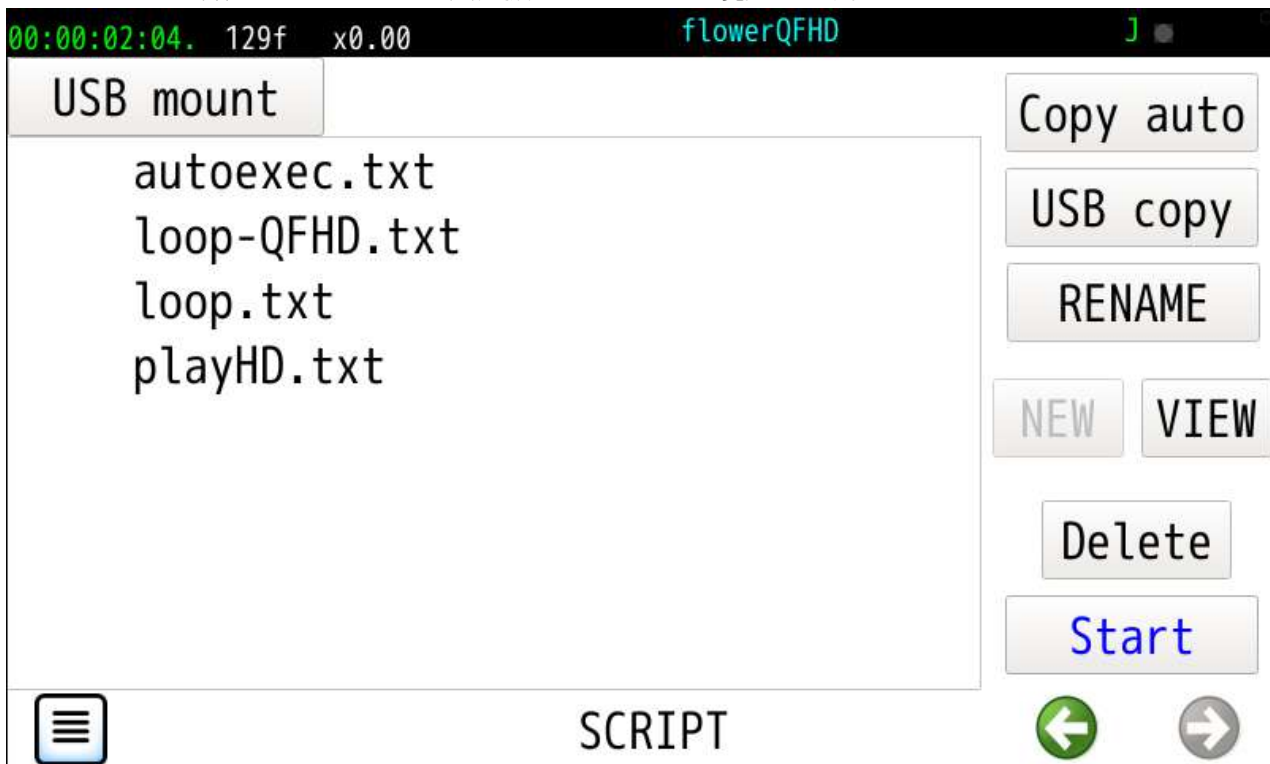 00:00:02:04. 129f x0.00 flowerQFHD J
USB mount
Copy auto
autoexec.txt
USB copy
loop-QFHD.txt
loop.txt
RENAME
playHD.txt
NEW VIEW
Delete
Start
SCRIPT